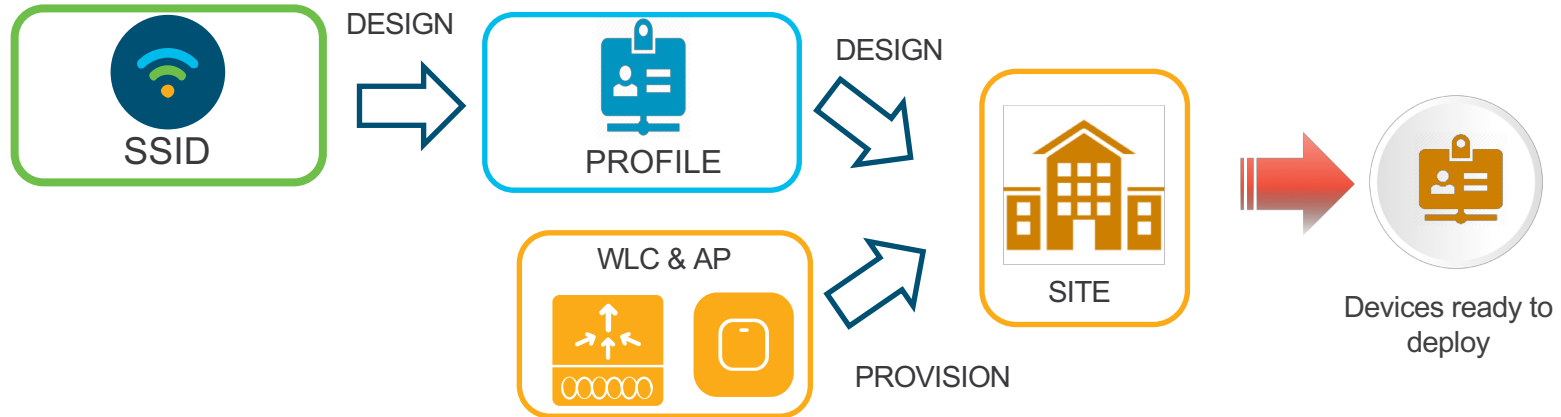 DESIGN
SSID
PROFILE
DESIGN
WLC & AP
PROVISION
SITE
Devices ready to
deploy